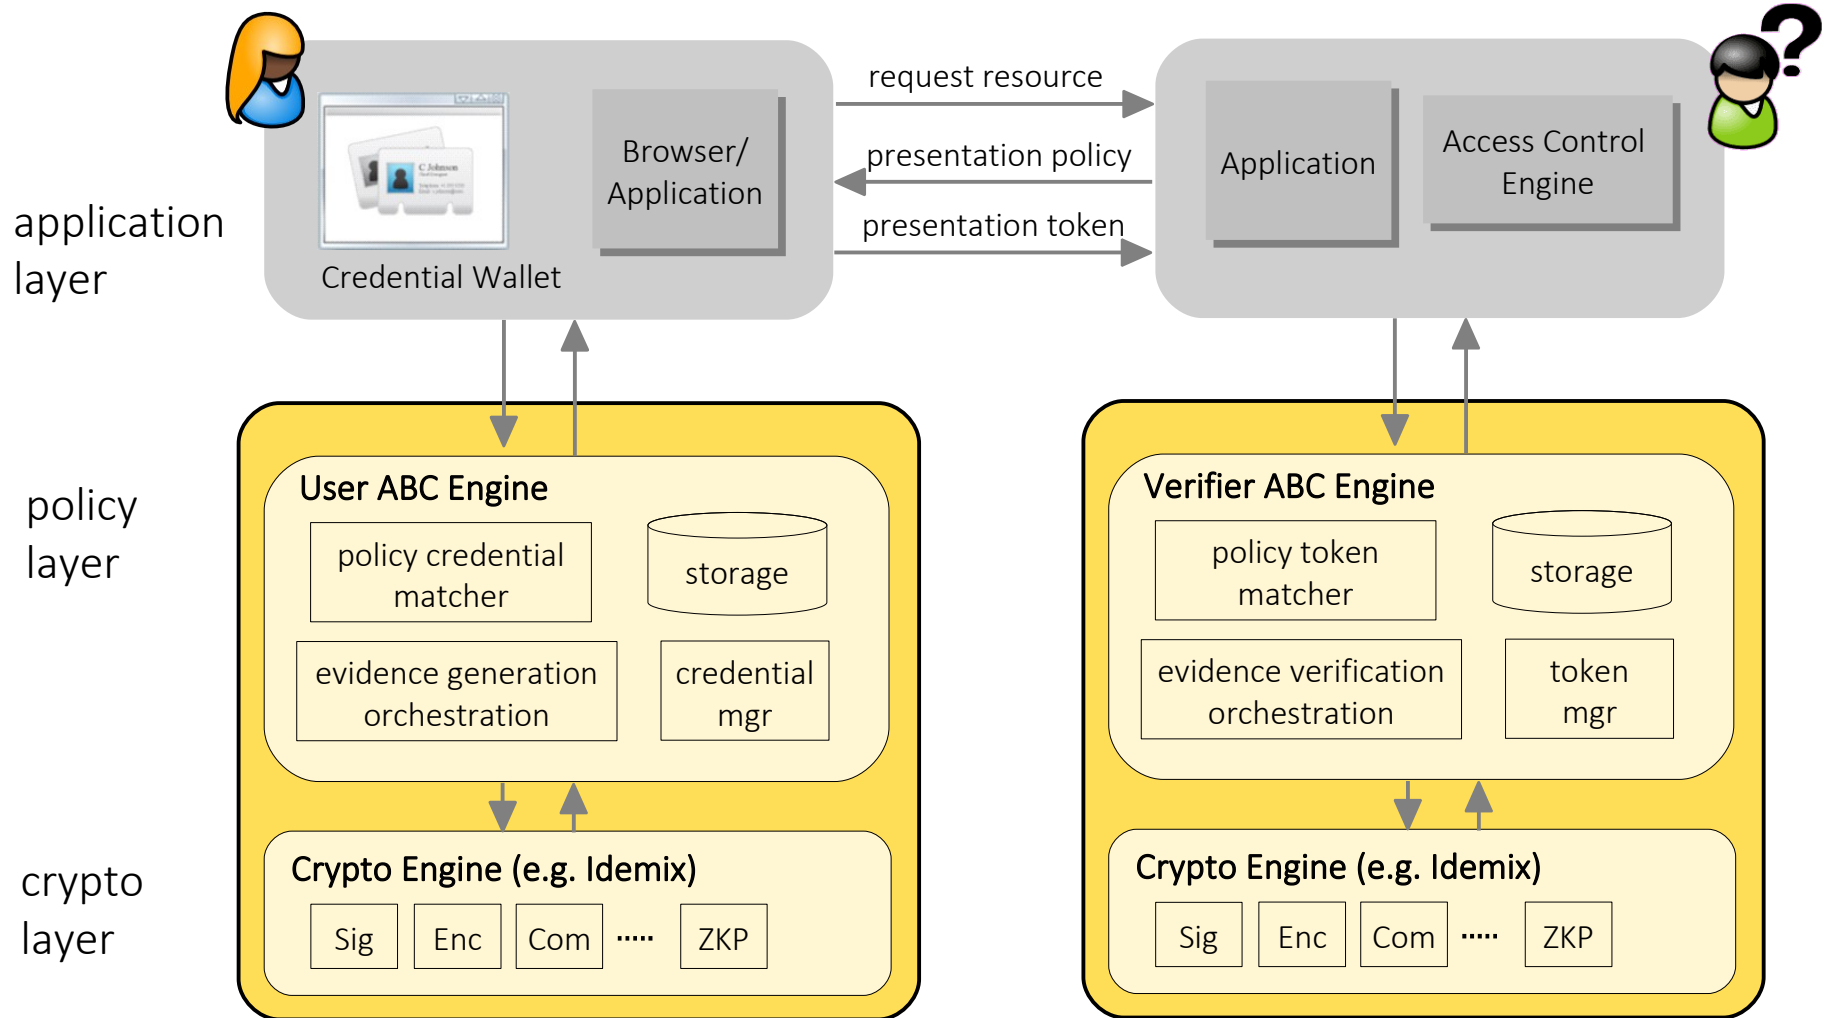 application
layer
Credential Wallet
C Johnson
Browser/
Application
request resource
presentation policy
presentation token
Application
Access Control
Engine
?
policy
layer
User ABC Engine
policy credential
matcher
storage
evidence generation
orchestration
credential
mgr
Verifier ABC Engine
policy token
matcher
storage
evidence verification
orchestration
token
mgr
crypto
layer
Crypto Engine (e.g. Idemix)
Sig
Enc
Com
.....
ZKP
Crypto Engine (e.g. Idemix)
Sig
Enc
Com
.....
ZKP